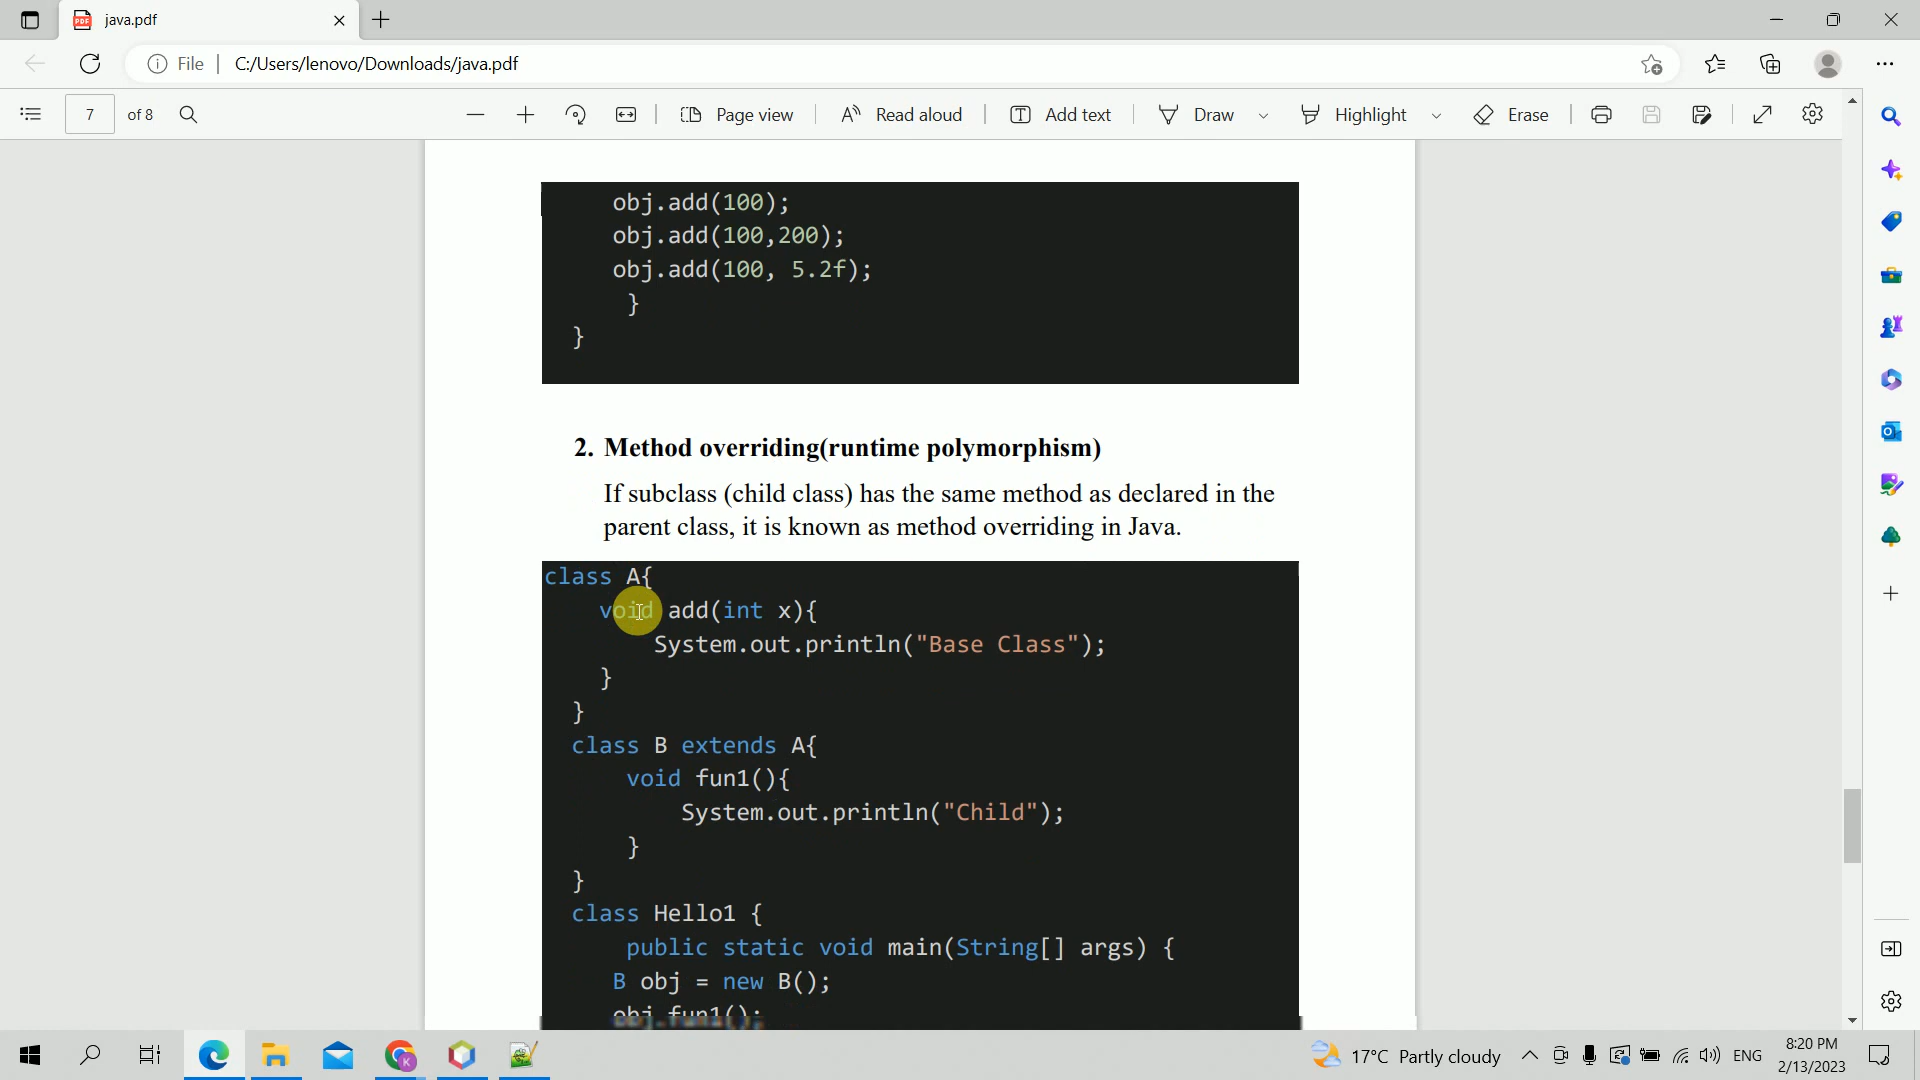 java.pdf
File
C:/Users/lenovo/Downloads/java.pdf
7 of 8
Page view
Read aloud
Add text
Draw
Highlight
Erase
obj.add(100);
obj.add(100,200);
obj.add(100, 5.2f);
}
}
2. Method overriding(runtime polymorphism)
If subclass (child class) has the same method as declared in the
parent class, it is known as method overriding in Java.
class A{
void add(int x){
System.out.println("Base Class");
}
}
class B extends A{
void fun1(){
System.out.println("Child");
}
}
class Hello1 {
public static void main(String[] args) {
B obj = new B();
obj.fun1();
17°C Partly cloudy
ENG
8:20 PM
2/13/2023